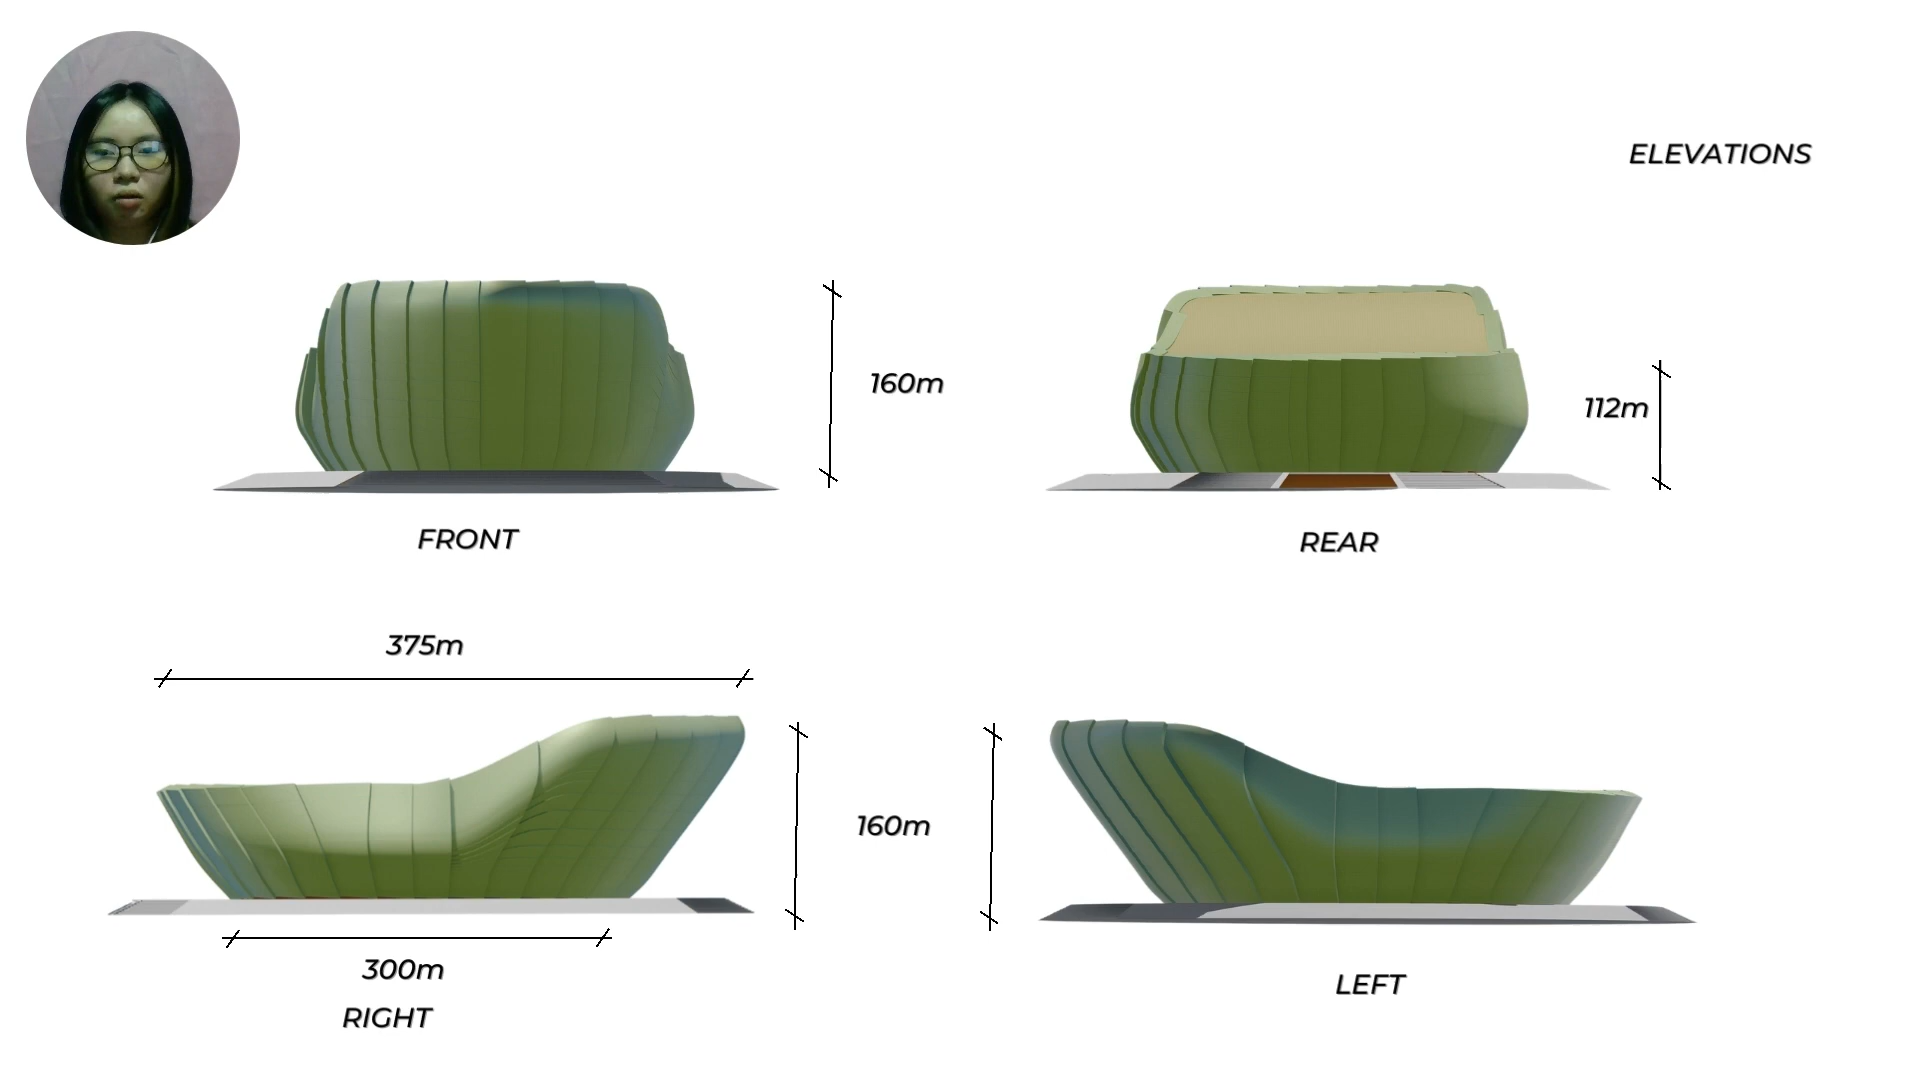 ELEVATIONS
160m
112m
FRONT
REAR
375m
160m
300m
RIGHT
LEFT